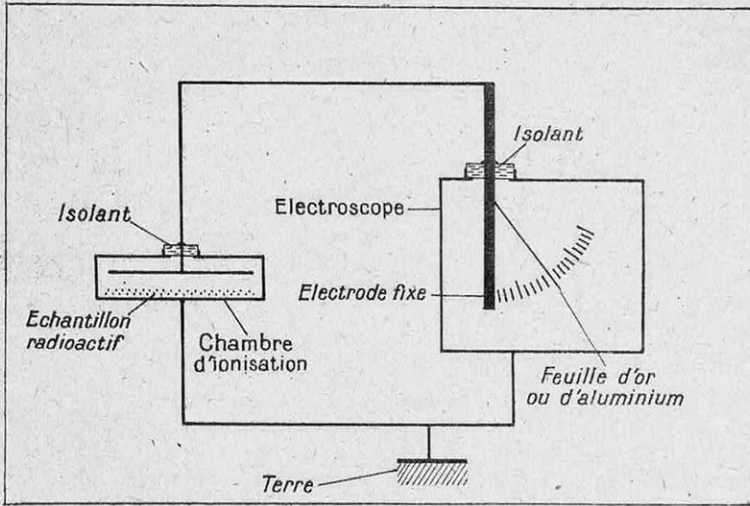 Isolant
Isolant
Electroscope
Electrode fixe
Echantillon
radioactif
Chambre
d'ionisation
Feuille d'or
ou d'aluminium
Terre